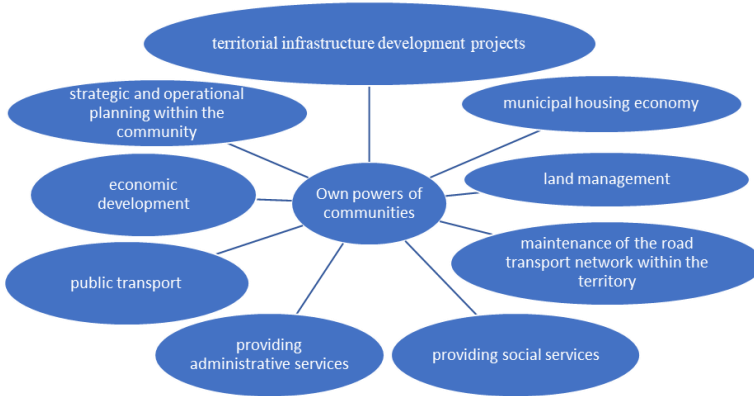 territorial infrastructure development projects
strategic and operational
planning within the
community
municipal housing economy
economic
development
Own powers of
communities
land management
public transport
maintenance of the road
transport network within the
territory
providing
administrative services
providing social services